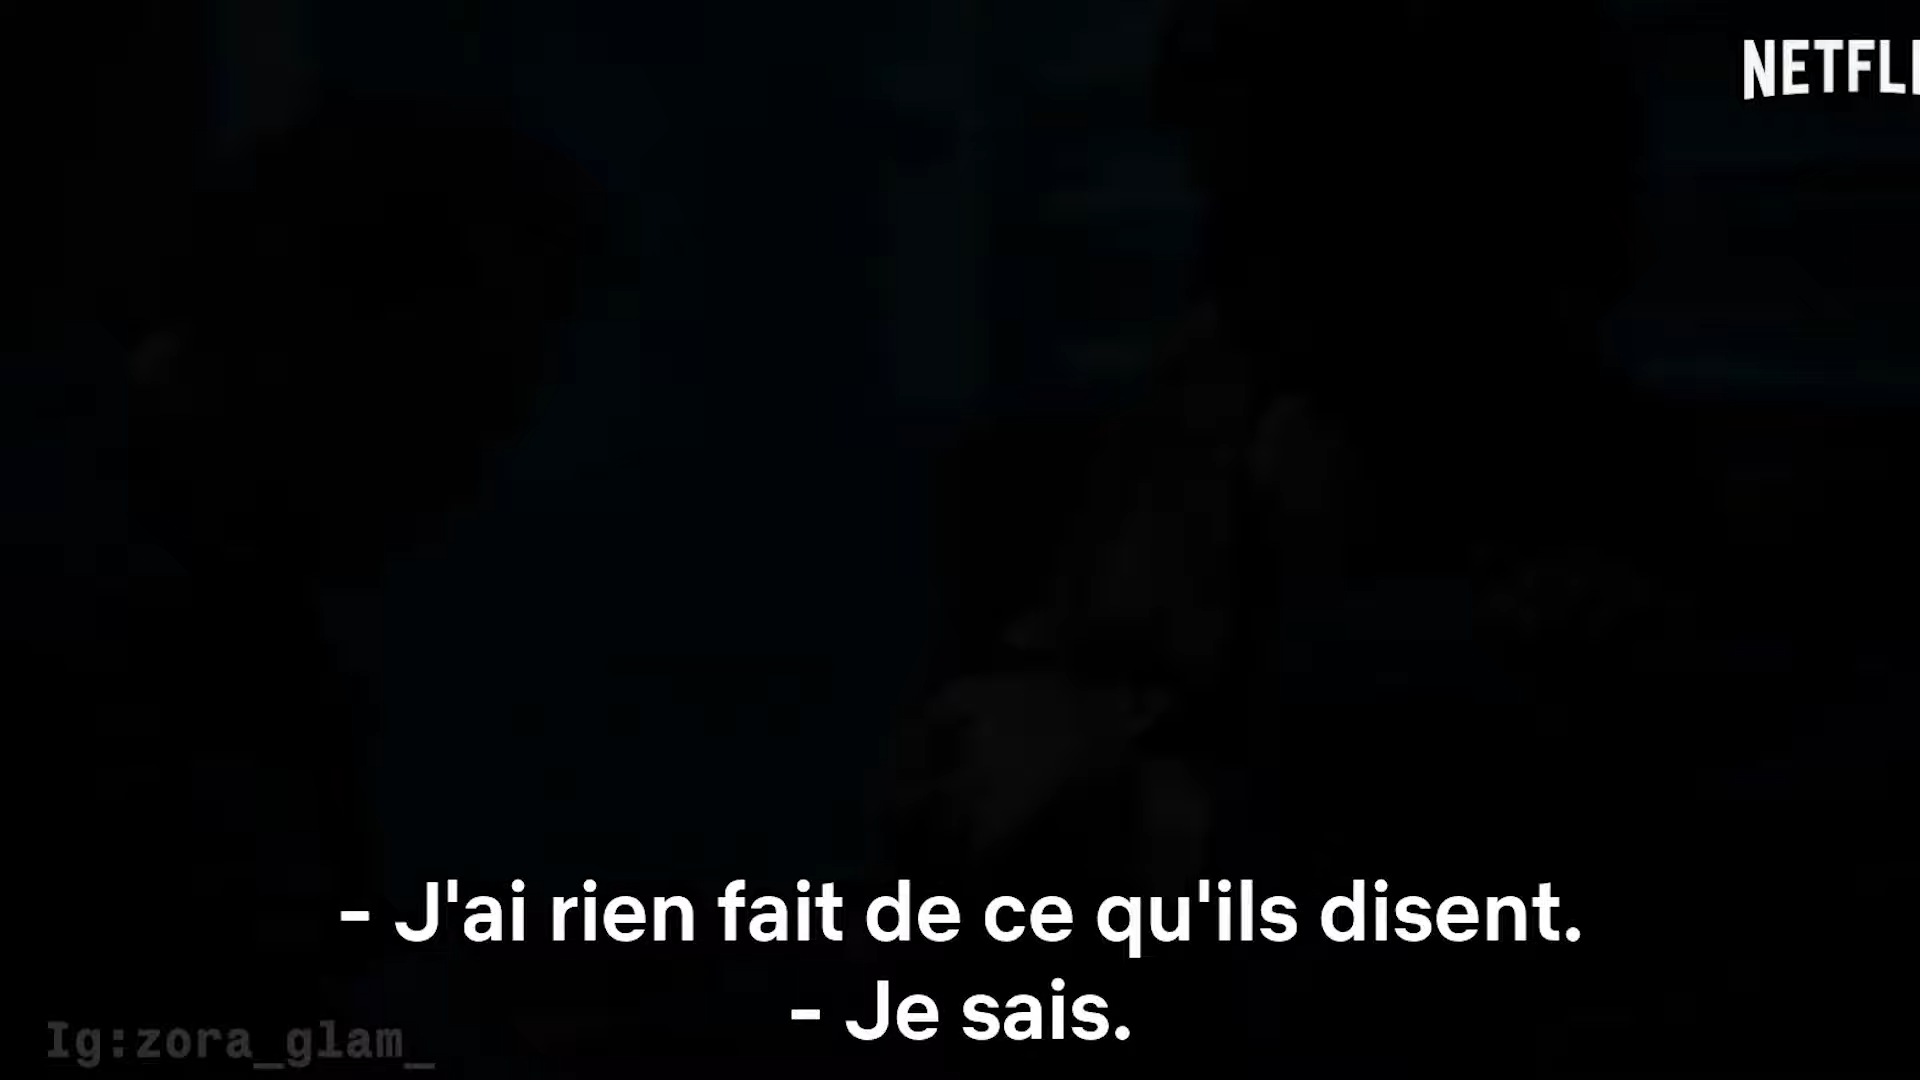 NETFLI
- J'ai rien fait de ce qu'ils disent.
- Je sais.
Ig:zora_glam_